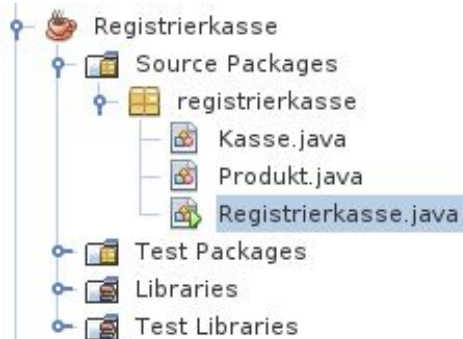 Registrierkasse
Source Packages
registrierkasse
Kasse.java
Produkt.java
Registrierkasse.java
Test Packages
Libraries
Test Libraries